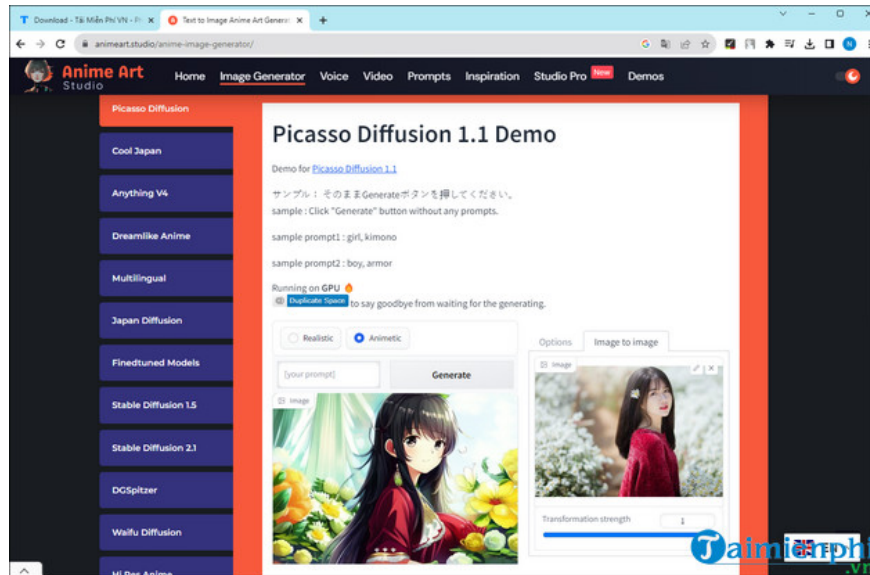 Download - Tải Miễn Phí VN - P
Text to Image Anime Art Generat
animeart.studio/anime-image-generator/
Anime Art
Studio
Home Image Generator Voice Video Prompts Inspiration Studio Pro New Demos
Picasso Diffusion
Cool Japan
Anything V4
Dreamlike Anime
Multilingual
Japan Diffusion
Finedtuned Models
Stable Diffusion 1.5
Stable Diffusion 2.1
DGSpitzer
Waifu Diffusion
Hi Res Anime
Picasso Diffusion 1.1 Demo
Demo for Picasso Diffusion 1.1
サンプル： そのままGenerateボタンを押してください。
sample : Click "Generate" button without any prompts.
sample prompt1 : girl, kimono
sample prompt2 : boy, armor
Running on GPU 🔥
Duplicate Space to say goodbye from waiting for the generating.
Realistic Animetic
[your prompt] Generate
Image
Options Image to image
Image
Transformation strength 1
Taimienphi
.vn
EN